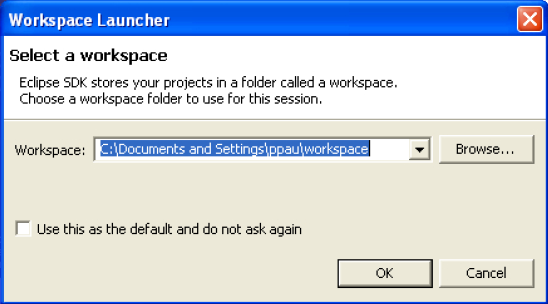 Workspace Launcher
Select a workspace
Eclipse SDK stores your projects in a folder called a workspace.
Choose a workspace folder to use for this session.
Workspace: C:\Documents and Settings\ppau\workspace Browse...
Use this as the default and do not ask again
OK Cancel